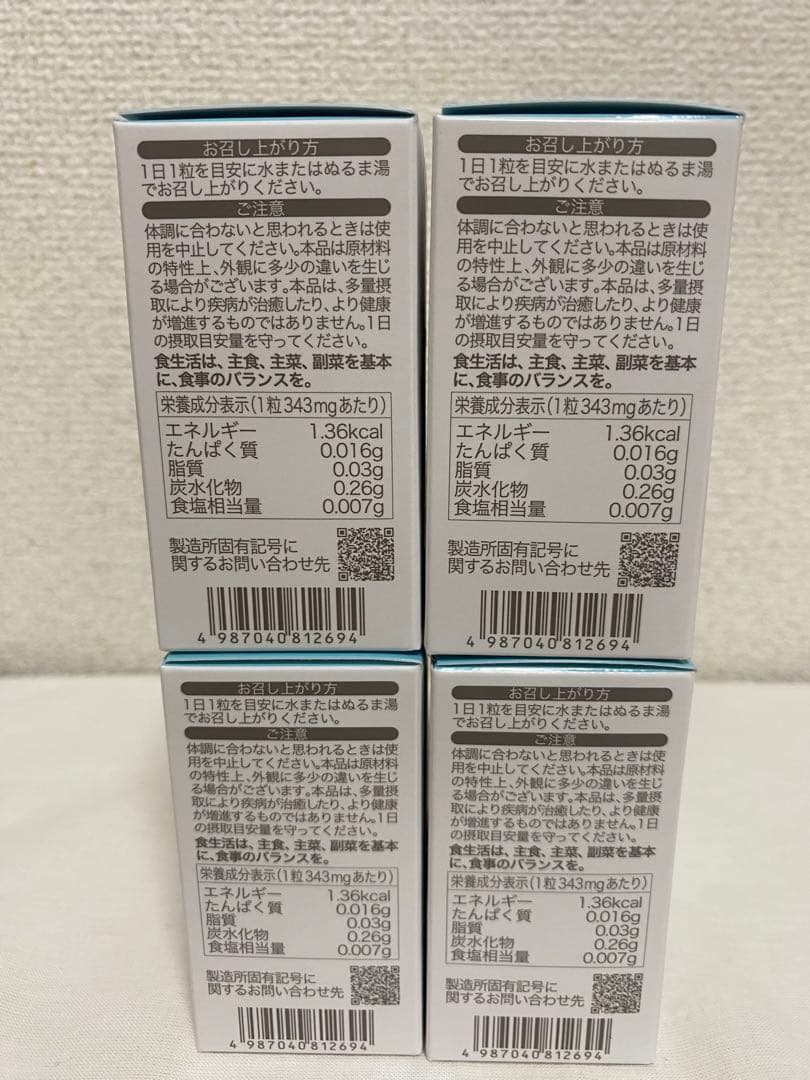 お召し上がり方
1日1粒を目安に水またはぬるま湯
でお召し上がりください。
ご注意
体調に合わないと思われるときは使
用を中止してください。本品は原材料
の特性上、外観に多少の違いを生じ
る場合がございます。本品は、多量摂
取により疾病が治癒したり、より健康
が増進するものではありません。1日
の摂取目安量を守ってください。
食生活は、主食、主菜、副菜を基本
に、食事のバランスを。
栄養成分表示(1粒343mgあたり)
エネルギー 1.36kcal
たんぱく質 0.016g
脂質 0.03g
炭水化物 0.26g
食塩相当量 0.007g
製造所固有記号に
関するお問い合わせ先
4 987040 812694
お召し上がり方
1日1粒を目安に水またはぬるま湯
でお召し上がりください。
ご注意
体調に合わないと思われるときは使
用を中止してください。本品は原材料
の特性上、外観に多少の違いを生じ
る場合がございます。本品は、多量摂
取により疾病が治癒したり、より健康
が増進するものではありません。1日
の摂取目安量を守ってください。
食生活は、主食、主菜、副菜を基本
に、食事のバランスを。
栄養成分表示(1粒343mgあたり)
エネルギー 1.36kcal
たんぱく質 0.016g
脂質 0.03g
炭水化物 0.26g
食塩相当量 0.007g
製造所固有記号に
関するお問い合わせ先
4 987040 812694
お召し上がり方
1日1粒を目安に水またはぬるま湯
でお召し上がりください。
ご注意
体調に合わないと思われるときは使
用を中止してください。本品は原材料
の特性上、外観に多少の違いを生じ
る場合がございます。本品は、多量摂
取により疾病が治癒したり、より健康
が増進するものではありません。1日
の摂取目安量を守ってください。
食生活は、主食、主菜、副菜を基本
に、食事のバランスを。
栄養成分表示(1粒343mgあたり)
エネルギー 1.36kcal
たんぱく質 0.016g
脂質 0.03g
炭水化物 0.26g
食塩相当量 0.007g
製造所固有記号に
関するお問い合わせ先
4 987040 812694
お召し上がり方
1日1粒を目安に水またはぬるま湯
でお召し上がりください。
ご注意
体調に合わないと思われるときは使
用を中止してください。本品は原材料
の特性上、外観に多少の違いを生じ
る場合がございます。本品は、多量摂
取により疾病が治癒したり、より健康
が増進するものではありません。1日
の摂取目安量を守ってください。
食生活は、主食、主菜、副菜を基本
に、食事のバランスを。
栄養成分表示(1粒343mgあたり)
エネルギー 1.36kcal
たんぱく質 0.016g
脂質 0.03g
炭水化物 0.26g
食塩相当量 0.007g
製造所固有記号に
関するお問い合わせ先
4 987040 812694